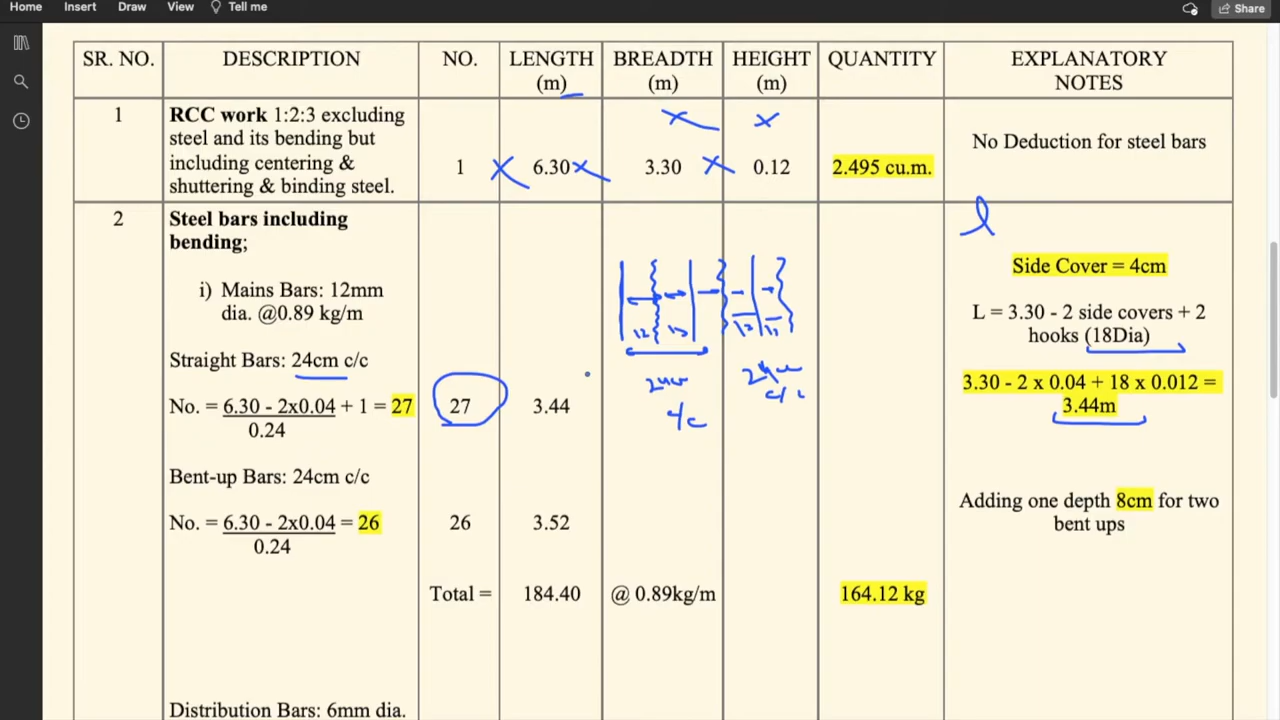 Home Insert Draw View Tell me Share
SR. NO. DESCRIPTION NO. LENGTH BREADTH HEIGHT QUANTITY EXPLANATORY
(m) (m) (m) NOTES
1 RCC work 1:2:3 excluding
steel and its bending but No Deduction for steel bars
including centering & 1 6.30 3.30 0.12 2.495 cu.m.
shuttering & binding steel.
2 Steel bars including
bending;
Side Cover = 4cm
i) Mains Bars: 12mm
dia. @0.89 kg/m L = 3.30 - 2 side covers + 2
hooks (18Dia)
12 12
Straight Bars: 24cm c/c
24 c/c
24 c/c
3.30 - 2 x 0.04 + 18 x 0.012 =
No. = 6.30 - 2x0.04 + 1 = 27 27 3.44 3.44m
0.24
Bent-up Bars: 24cm c/c
Adding one depth 8cm for two
No. = 6.30 - 2x0.04 = 26 26 3.52 bent ups
0.24
Total = 184.40 @ 0.89kg/m 164.12 kg
Distribution Bars: 6mm dia.